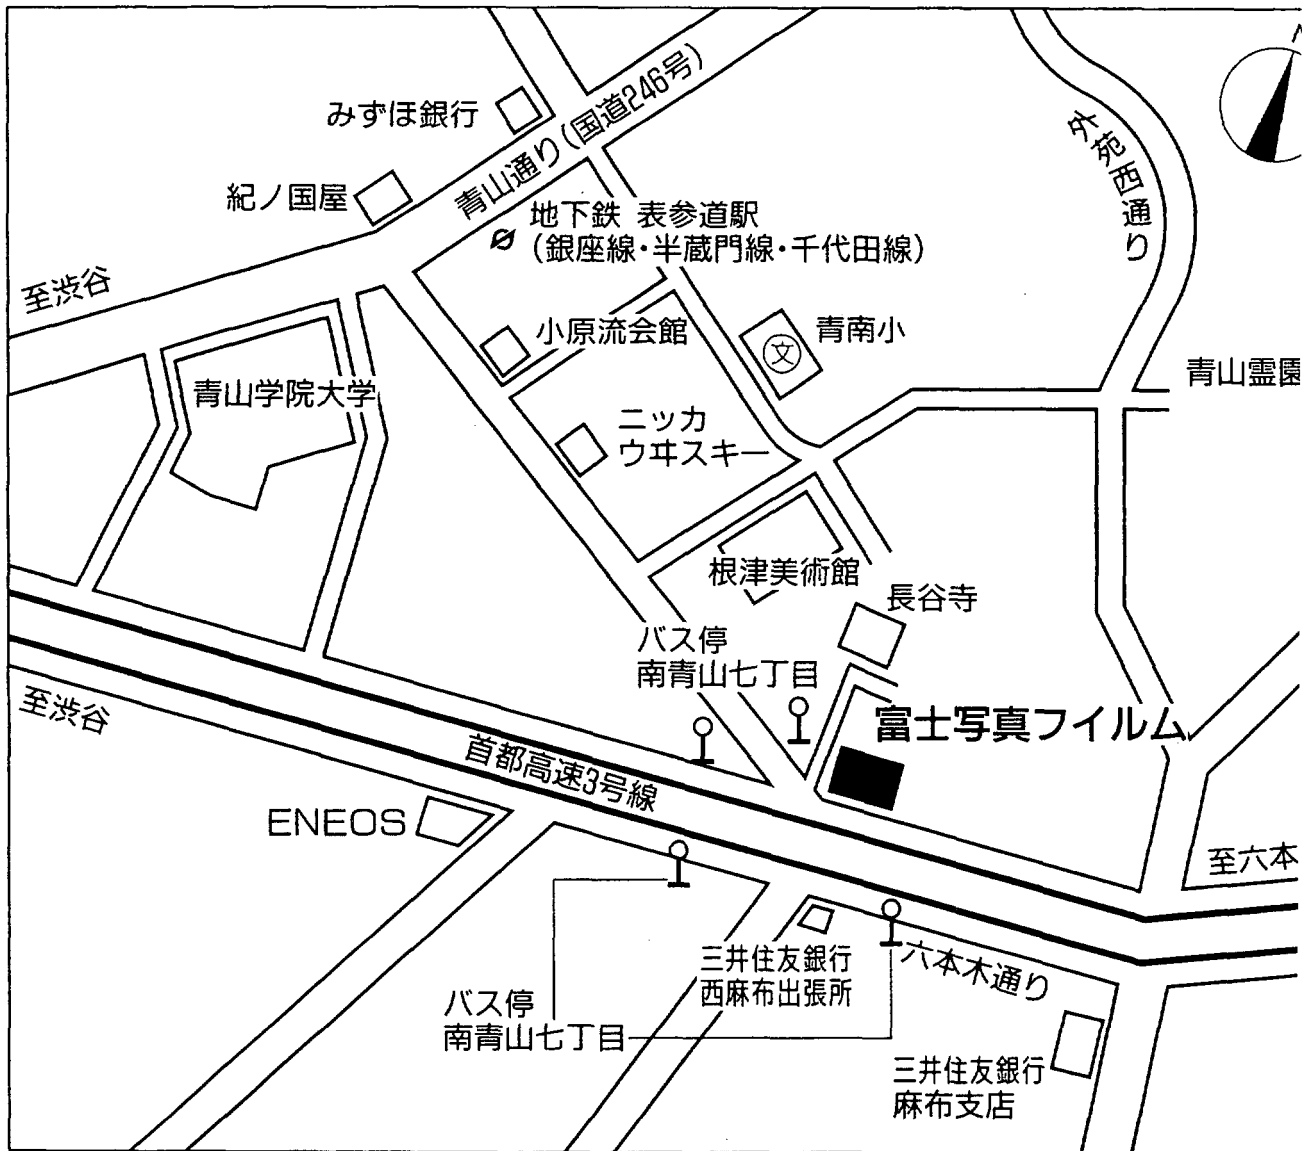 N
みずほ銀行
青山通り(国道246号)
外苑西通り
紀ノ国屋
地下鉄 表参道駅
(銀座線・半蔵門線・千代田線)
至渋谷
小原流会館
文
青南小
青山霊園
青山学院大学
ニッカ
ウヰスキー
根津美術館
長谷寺
バス停
南青山七丁目
至渋谷
富士写真フイルム
首都高速3号線
ENEOS
至六本
三井住友銀行
西麻布出張所
六本木通り
バス停
南青山七丁目
三井住友銀行
麻布支店